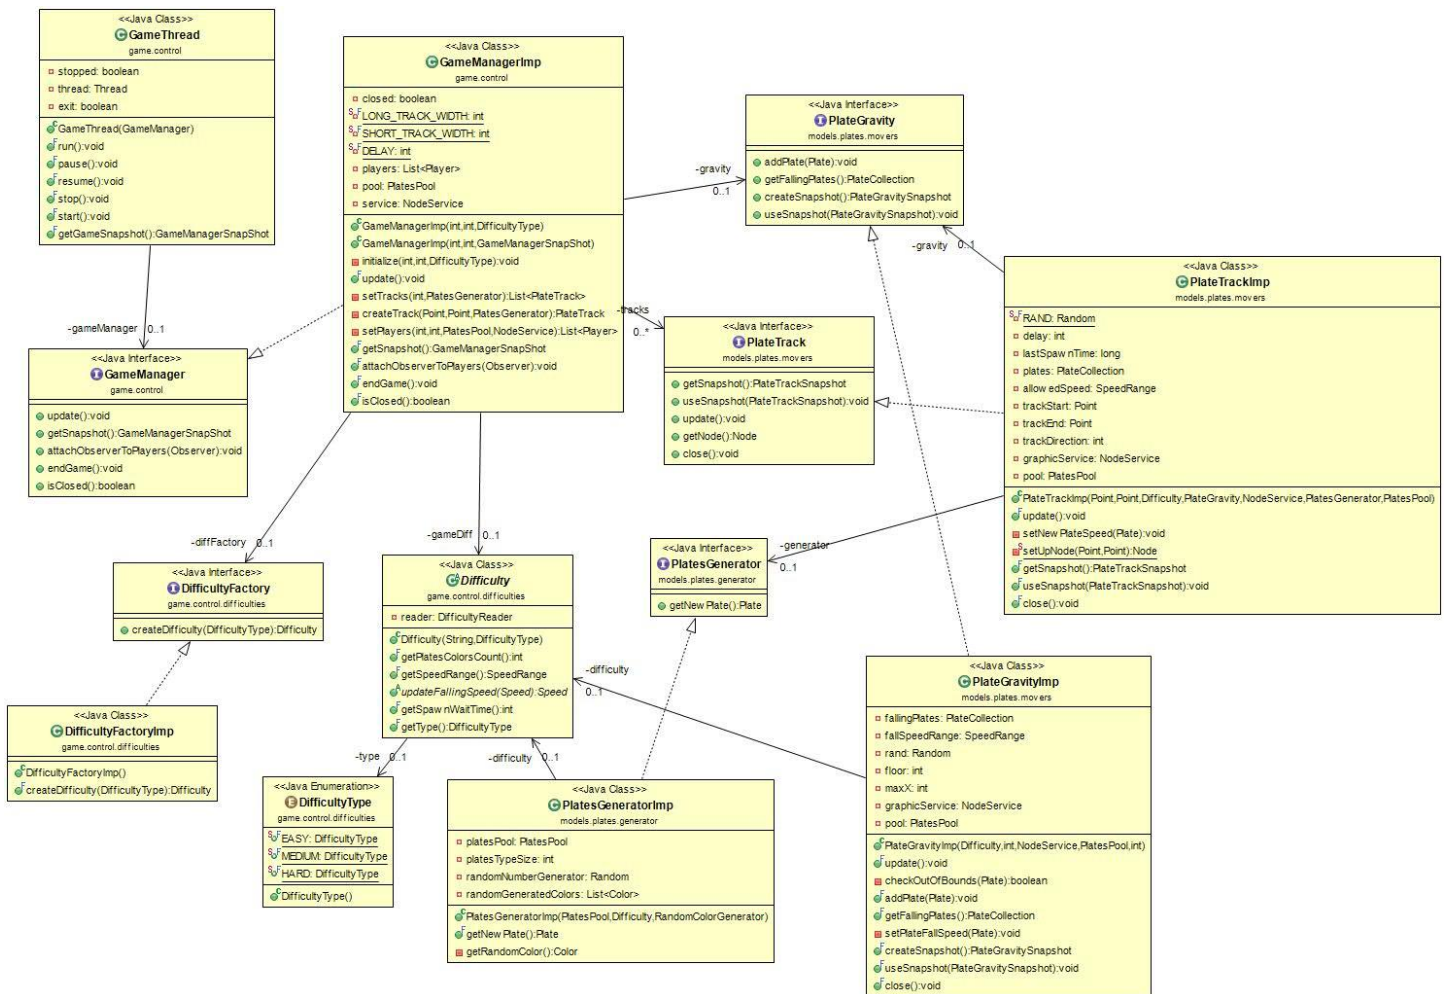 <<Java Class>>
GameThread
game.control
stopped: boolean
thread: Thread
exit: boolean
GameThread(GameManager)
run():void
pause():void
resume():void
stop():void
start():void
getGameSnapshot():GameManagerSnapShot
-gameManager 0..1
<<Java Interface>>
GameManager
game.control
update():void
getSnapshot():GameManagerSnapShot
attachObserverToPlayers(Observer):void
endGame():void
isClosed():boolean
<<Java Class>>
GameManagerImp
game.control
closed: boolean
LONG_TRACK_WIDTH: int
SHORT_TRACK_WIDTH: int
DELAY: int
players: List<Player>
pool: PlatesPool
service: NodeService
GameManagerImp(int,int,DifficultyType)
GameManagerImp(int,int,GameManagerSnapShot)
initialize(int,int,DifficultyType):void
update():void
setTracks(int,PlatesGenerator):List<PlateTrack>
createTrack(Point,Point,PlatesGenerator):PlateTrack
setPlayers(int,int,PlatesPool,NodeService):List<Player>
getSnapshot():GameManagerSnapShot
attachObserverToPlayers(Observer):void
endGame():void
isClosed():boolean
-gravity
0..1
<<Java Interface>>
PlateGravity
models.plates.movers
addPlate(Plate):void
getFallingPlates():PlateCollection
createSnapshot():PlateGravitySnapshot
useSnapshot(PlateGravitySnapshot):void
-gravity 0..1
-tracks
0..*
<<Java Interface>>
PlateTrack
models.plates.movers
getSnapshot():PlateTrackSnapshot
useSnapshot(PlateTrackSnapshot):void
update():void
getNode():Node
close():void
<<Java Class>>
PlateTrackImp
models.plates.movers
RAND: Random
delay: int
lastSpawnTime: long
plates: PlateCollection
allowedSpeed: SpeedRange
trackStart: Point
trackEnd: Point
trackDirection: int
graphicService: NodeService
pool: PlatesPool
PlateTrackImp(Point,Point,Difficulty,PlateGravity,NodeService,PlatesGenerator,PlatesPool)
update():void
setNewPlateSpeed(Plate):void
setUpNode(Point,Point):Node
getSnapshot():PlateTrackSnapshot
useSnapshot(PlateTrackSnapshot):void
close():void
-diffFactory 0..1
<<Java Interface>>
DifficultyFactory
game.control.difficulties
createDifficulty(DifficultyType):Difficulty
<<Java Class>>
DifficultyFactoryImp
game.control.difficulties
DifficultyFactoryImp()
createDifficulty(DifficultyType):Difficulty
-gameDiff 0..1
<<Java Class>>
Difficulty
game.control.difficulties
reader: DifficultyReader
Difficulty(String,DifficultyType)
getPlatesColorsCount():int
getSpeedRange():SpeedRange
updateFallingSpeed(Speed):Speed
getSpawnWaitTime():int
getType():DifficultyType
-type 0..1
<<Java Enumeration>>
DifficultyType
game.control.difficulties
EASY: DifficultyType
MEDIUM: DifficultyType
HARD: DifficultyType
DifficultyType()
-generator
0..1
<<Java Interface>>
PlatesGenerator
models.plates.generator
getNewPlate():Plate
-difficulty 0..1
<<Java Class>>
PlatesGeneratorImp
models.plates.generator
platesPool: PlatesPool
platesTypeSize: int
randomNumberGenerator: Random
randomGeneratedColors: List<Color>
PlatesGeneratorImp(PlatesPool,Difficulty,RandomColorGenerator)
getNewPlate():Plate
getRandomColor():Color
-difficulty
0..1
<<Java Class>>
PlateGravityImp
models.plates.movers
fallingPlates: PlateCollection
fallSpeedRange: SpeedRange
rand: Random
floor: int
maxX: int
graphicService: NodeService
pool: PlatesPool
PlateGravityImp(Difficulty,int,NodeService,PlatesPool,int)
update():void
checkOutOfBounds(Plate):boolean
addPlate(Plate):void
getFallingPlates():PlateCollection
setPlateFallSpeed(Plate):void
createSnapshot():PlateGravitySnapshot
useSnapshot(PlateGravitySnapshot):void
close():void